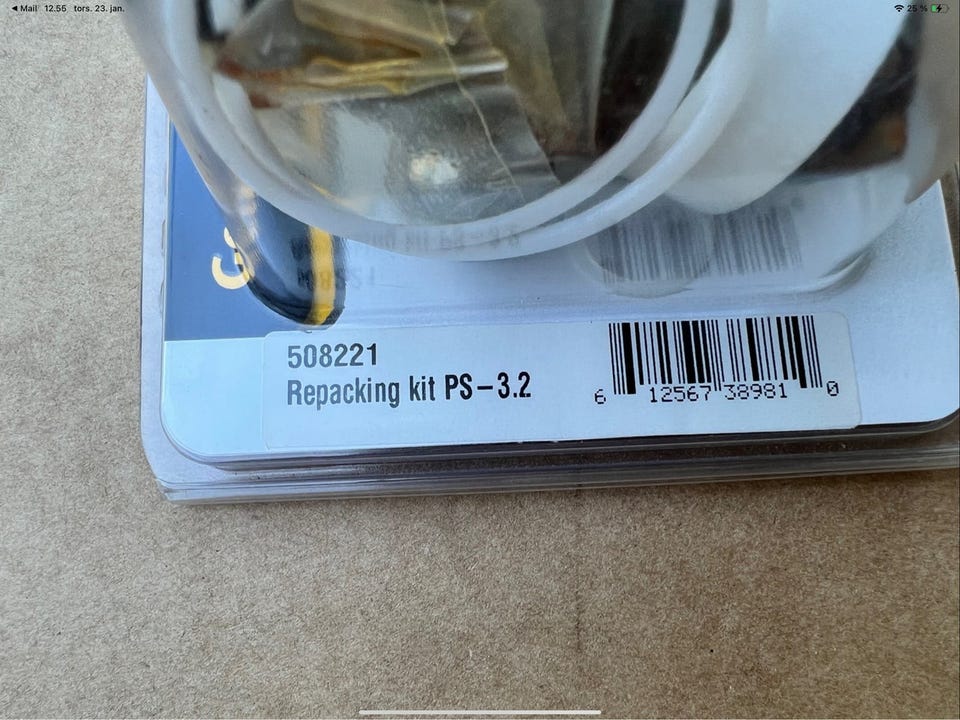 Mail 12.55 tors. 23. jan.
25 %
508221
Repacking kit PS-3.2
6 12567 38981 0